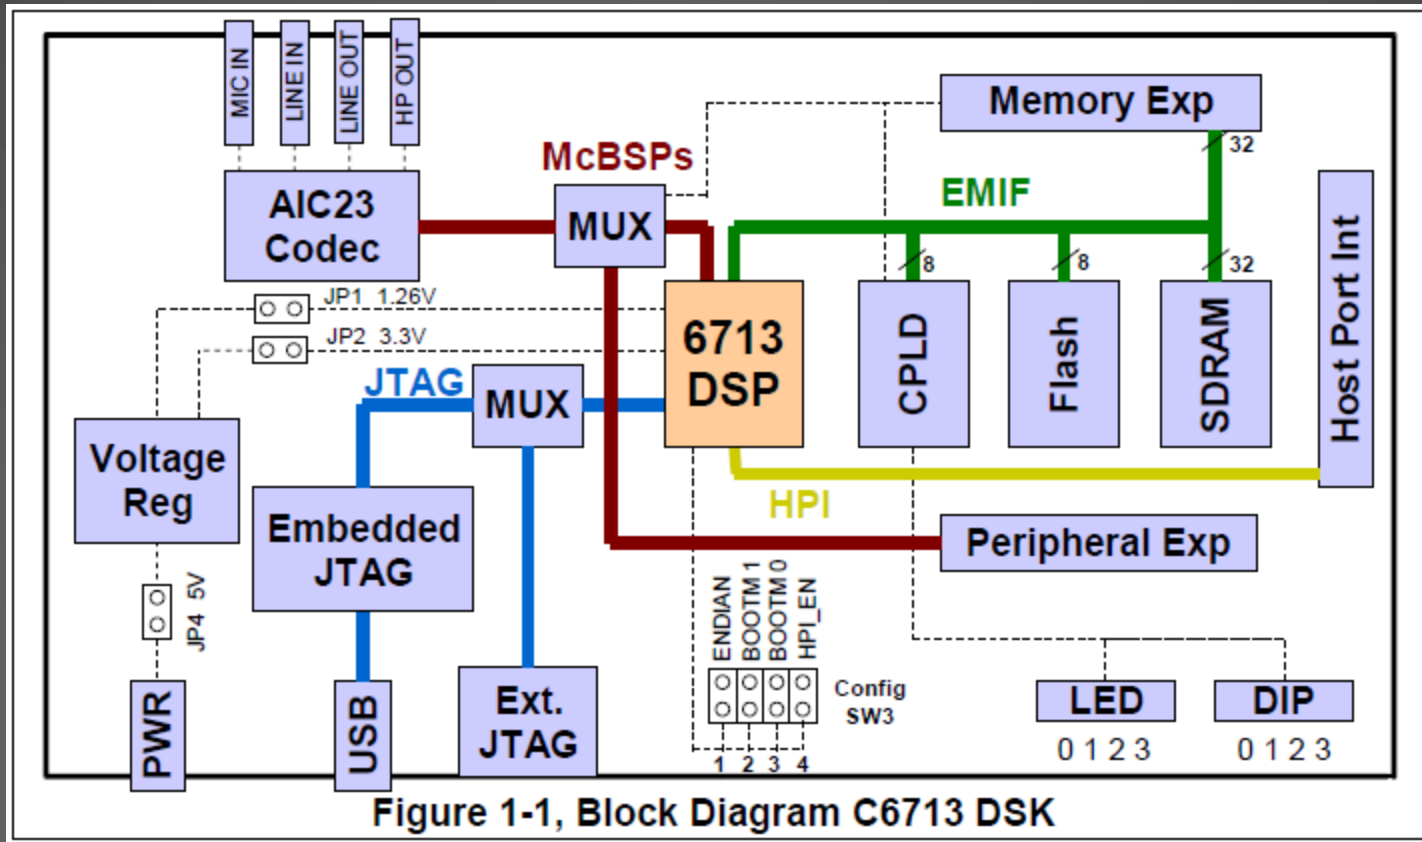 MIC IN
LINE IN
LINE OUT
HP OUT
Memory Exp
32
McBSPs
AIC23
Codec
MUX
EMIF
8
8
32
Host Port Int
JP1 1.26V
JP2 3.3V
6713
DSP
CPLD
Flash
SDRAM
JTAG
MUX
Voltage
Reg
HPI
Embedded
JTAG
Peripheral Exp
JP4 5V
ENDIAN
BOOTM 1
BOOTM 0
HPI_EN
Config
SW3
1 2 3 4
PWR
USB
Ext.
JTAG
LED
0 1 2 3
DIP
0 1 2 3
Figure 1-1, Block Diagram C6713 DSK